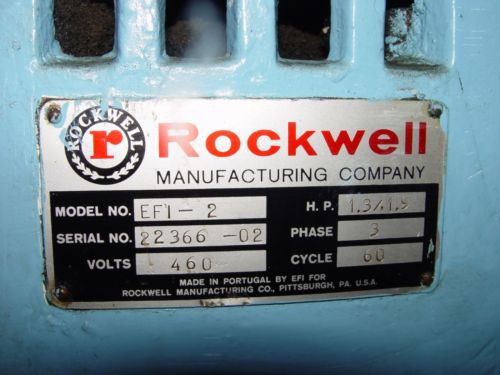 ROCKWELL r Rockwell
MANUFACTURING COMPANY
MODEL NO. EFI-2 H.P. 1.3/1.5
SERIAL NO. 22366-02 PHASE 3
VOLTS 460 CYCLE 60
MADE IN PORTUGAL BY EFI FOR
ROCKWELL MANUFACTURING CO., PITTSBURGH, PA. U.S.A.